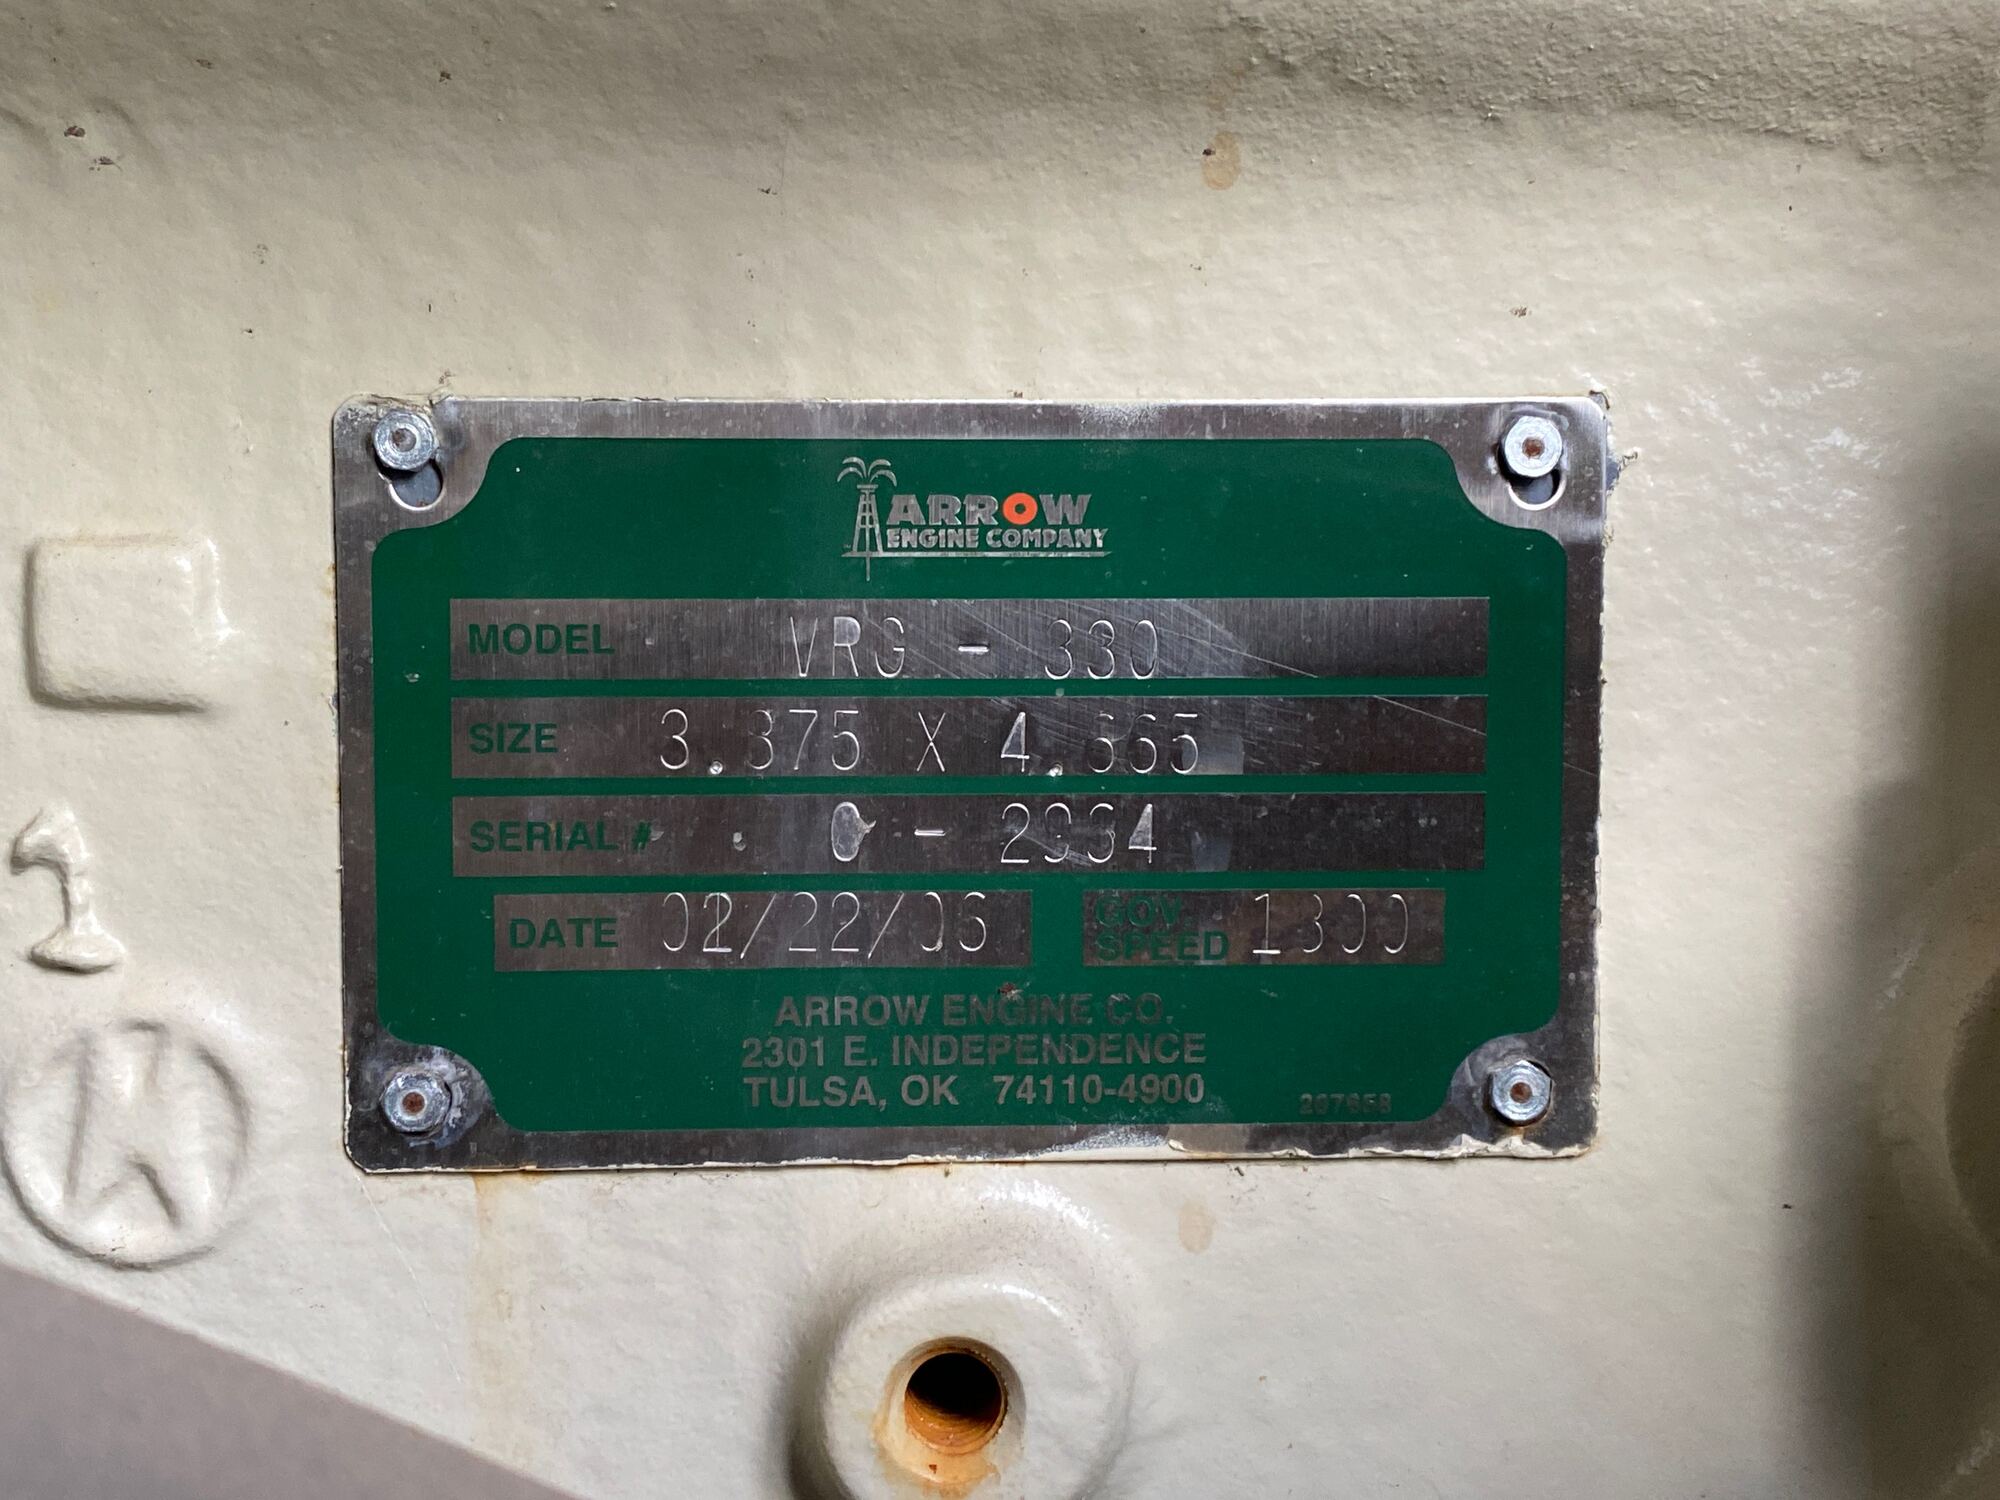 ARROW
ENGINE COMPANY
MODEL VRG - 330
SIZE 3.875 X 4.665
SERIAL #
DATE 02/22/06
GOV. SPEED 1800
ARROW ENGINE CO.
2301 E. INDEPENDENCE
TULSA, OK 74110-4900
1